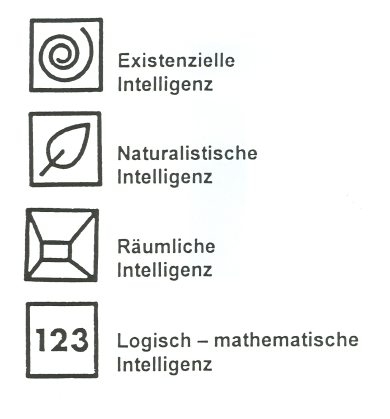 Existenzielle
Intelligenz
Naturalistische
Intelligenz
Räumliche
Intelligenz
123
Logisch – mathematische
Intelligenz